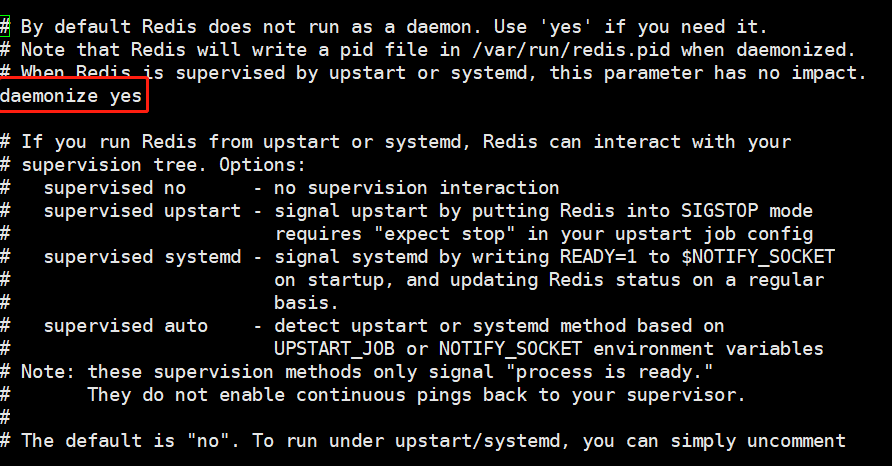 # By default Redis does not run as a daemon. Use 'yes' if you need it.
# Note that Redis will write a pid file in /var/run/redis.pid when daemonized.
# When Redis is supervised by upstart or systemd, this parameter has no impact.
daemonize yes
# If you run Redis from upstart or systemd, Redis can interact with your
# supervision tree. Options:
#   supervised no      - no supervision interaction
#   supervised upstart - signal upstart by putting Redis into SIGSTOP mode
#                        requires "expect stop" in your upstart job config
#   supervised systemd - signal systemd by writing READY=1 to $NOTIFY_SOCKET
#                        on startup, and updating Redis status on a regular
#                        basis.
#   supervised auto    - detect upstart or systemd method based on
#                        UPSTART_JOB or NOTIFY_SOCKET environment variables
# Note: these supervision methods only signal "process is ready."
#       They do not enable continuous pings back to your supervisor.
#
# The default is "no". To run under upstart/systemd, you can simply uncomment